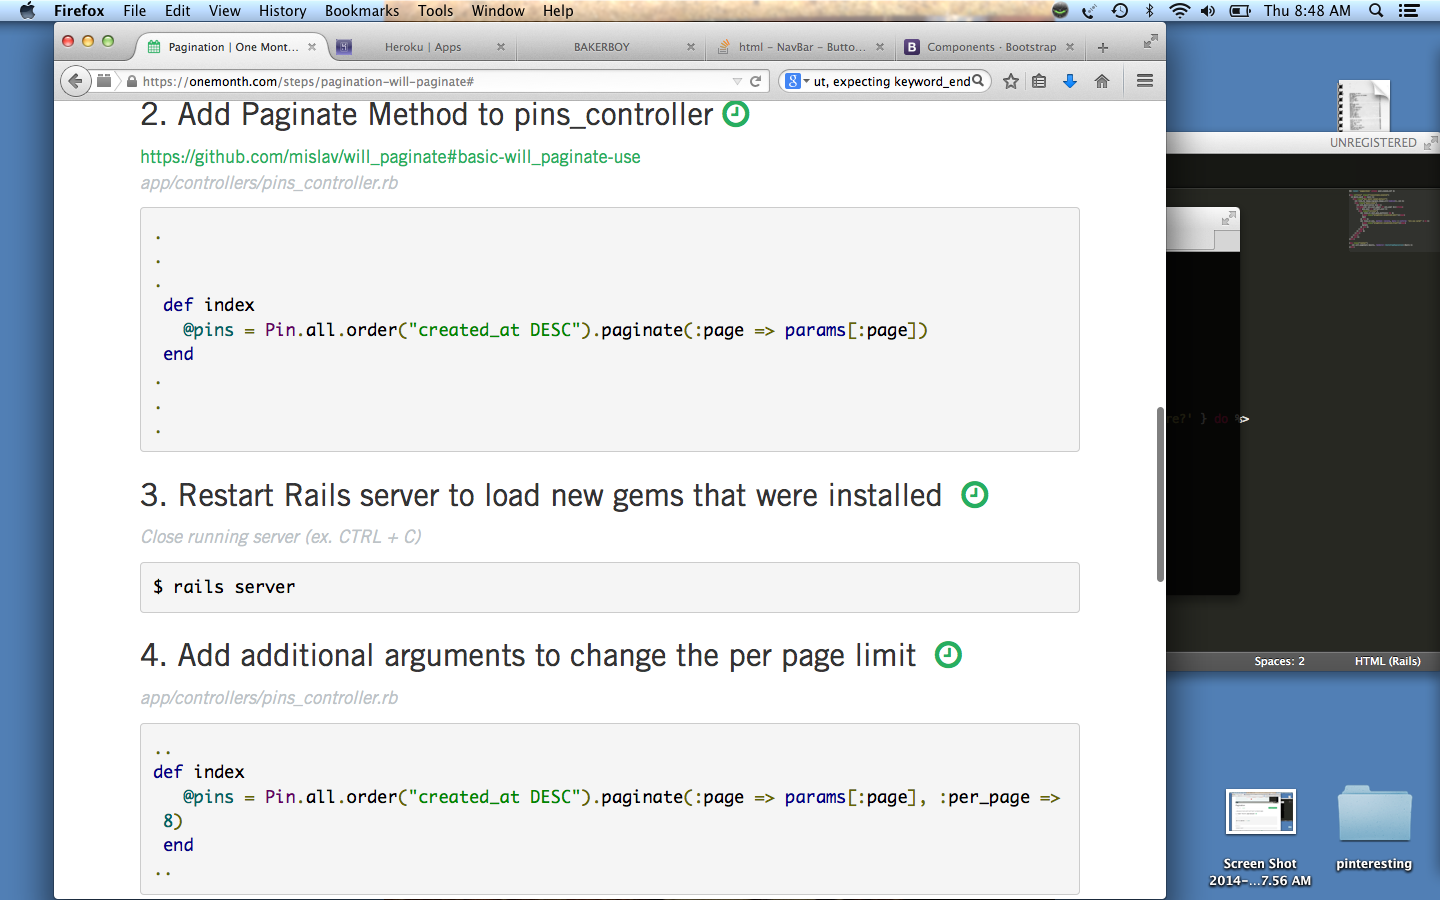 Firefox File Edit View History Bookmarks Tools Window Help Thu 8:48 AM
Pagination | One Mont... Heroku | Apps BAKERBOY html - NavBar - Butto... Components · Bootstrap
https://onemonth.com/steps/pagination-will-paginate# ut, expecting keyword_end
2. Add Paginate Method to pins_controller
https://github.com/mislav/will_paginate#basic-will_paginate-use
app/controllers/pins_controller.rb
.
.
.
def index
@pins = Pin.all.order("created_at DESC").paginate(:page => params[:page])
end
.
.
.
3. Restart Rails server to load new gems that were installed
Close running server (ex. CTRL + C)
$ rails server
4. Add additional arguments to change the per page limit
app/controllers/pins_controller.rb
..
def index
@pins = Pin.all.order("created_at DESC").paginate(:page => params[:page], :per_page =>
8)
end
..
UNREGISTERED
re?' } do %>
Spaces: 2 HTML (Rails)
Screen Shot
2014-...7.56 AM
pinteresting